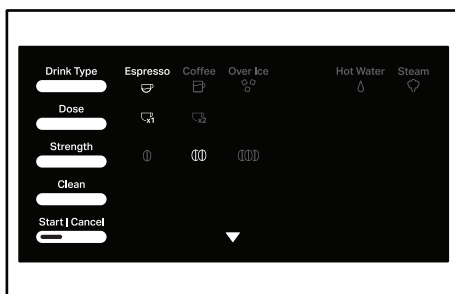 Drink Type Espresso Coffee Over Ice Hot Water Steam
Dose
x1 x2
Strength
Clean
Start | Cancel